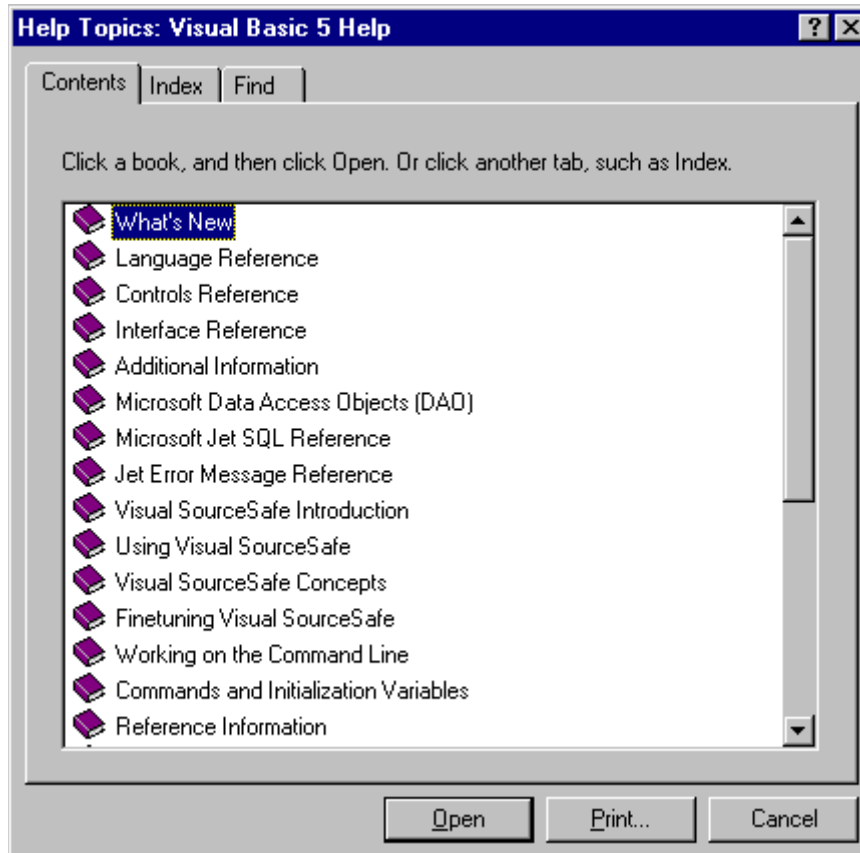 Help Topics: Visual Basic 5 Help
Contents Index Find
Click a book, and then click Open. Or click another tab, such as Index.
What's New
Language Reference
Controls Reference
Interface Reference
Additional Information
Microsoft Data Access Objects (DAO)
Microsoft Jet SQL Reference
Jet Error Message Reference
Visual SourceSafe Introduction
Using Visual SourceSafe
Visual SourceSafe Concepts
Finetuning Visual SourceSafe
Working on the Command Line
Commands and Initialization Variables
Reference Information
Open Print... Cancel